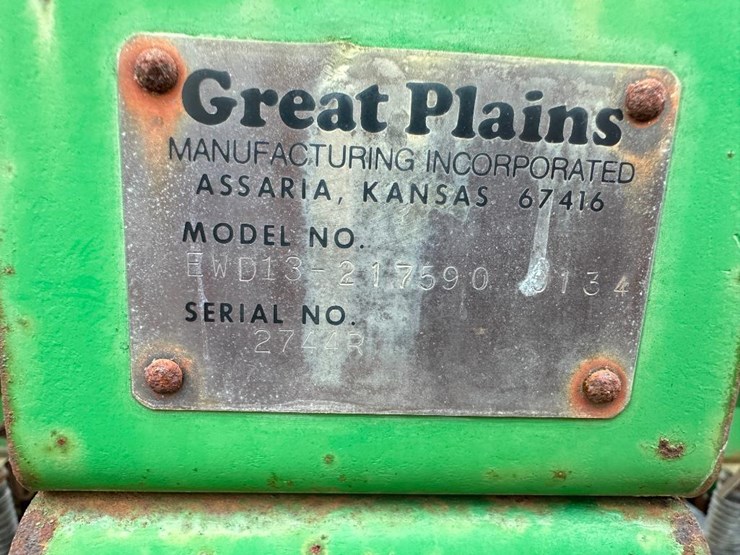 Great Plains
MANUFACTURING INCORPORATED
ASSARIA, KANSAS 67416
MODEL NO.
EWD13-217590
SERIAL NO.